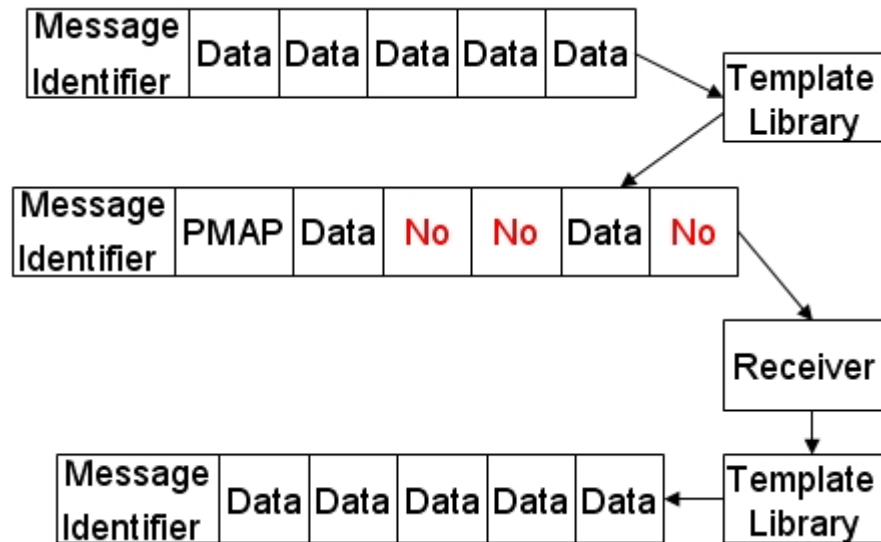 Message
Identifier
Data Data Data Data Data
Template
Library
Message
Identifier
PMAP Data No No Data No
Receiver
Template
Library
Message
Identifier
Data Data Data Data Data